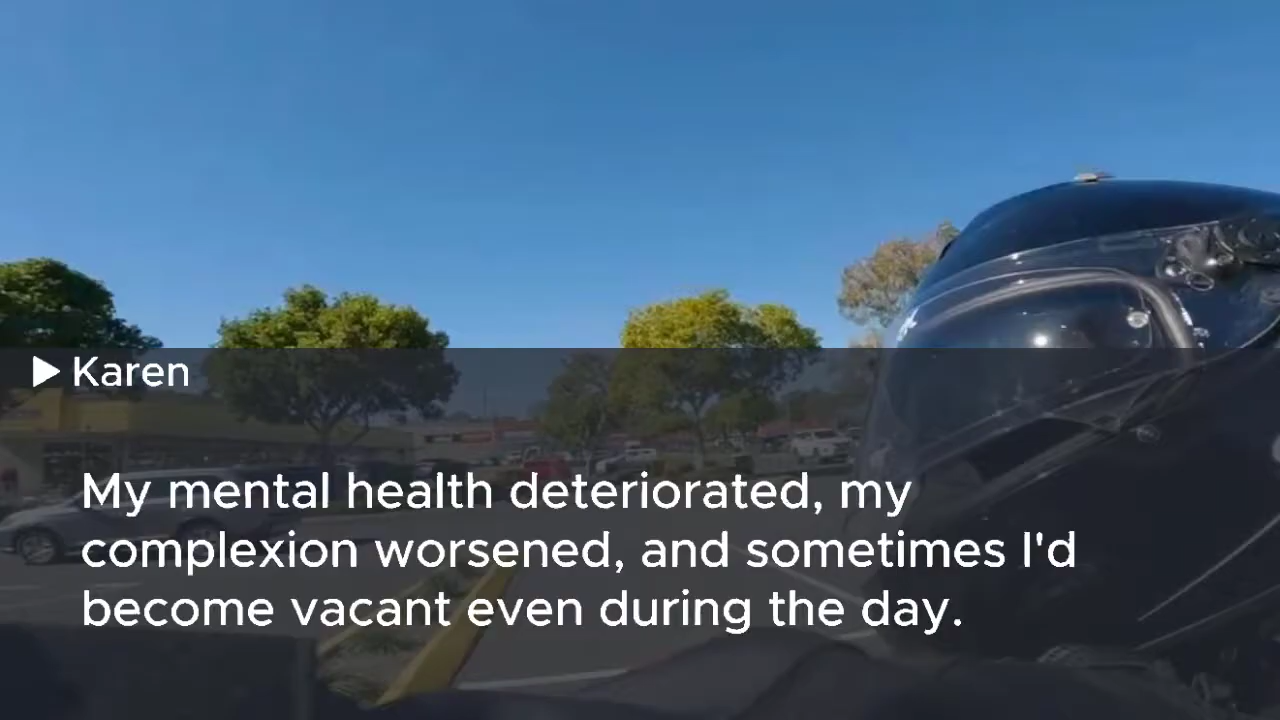 ▶ Karen
My mental health deteriorated, my
complexion worsened, and sometimes I'd
become vacant even during the day.